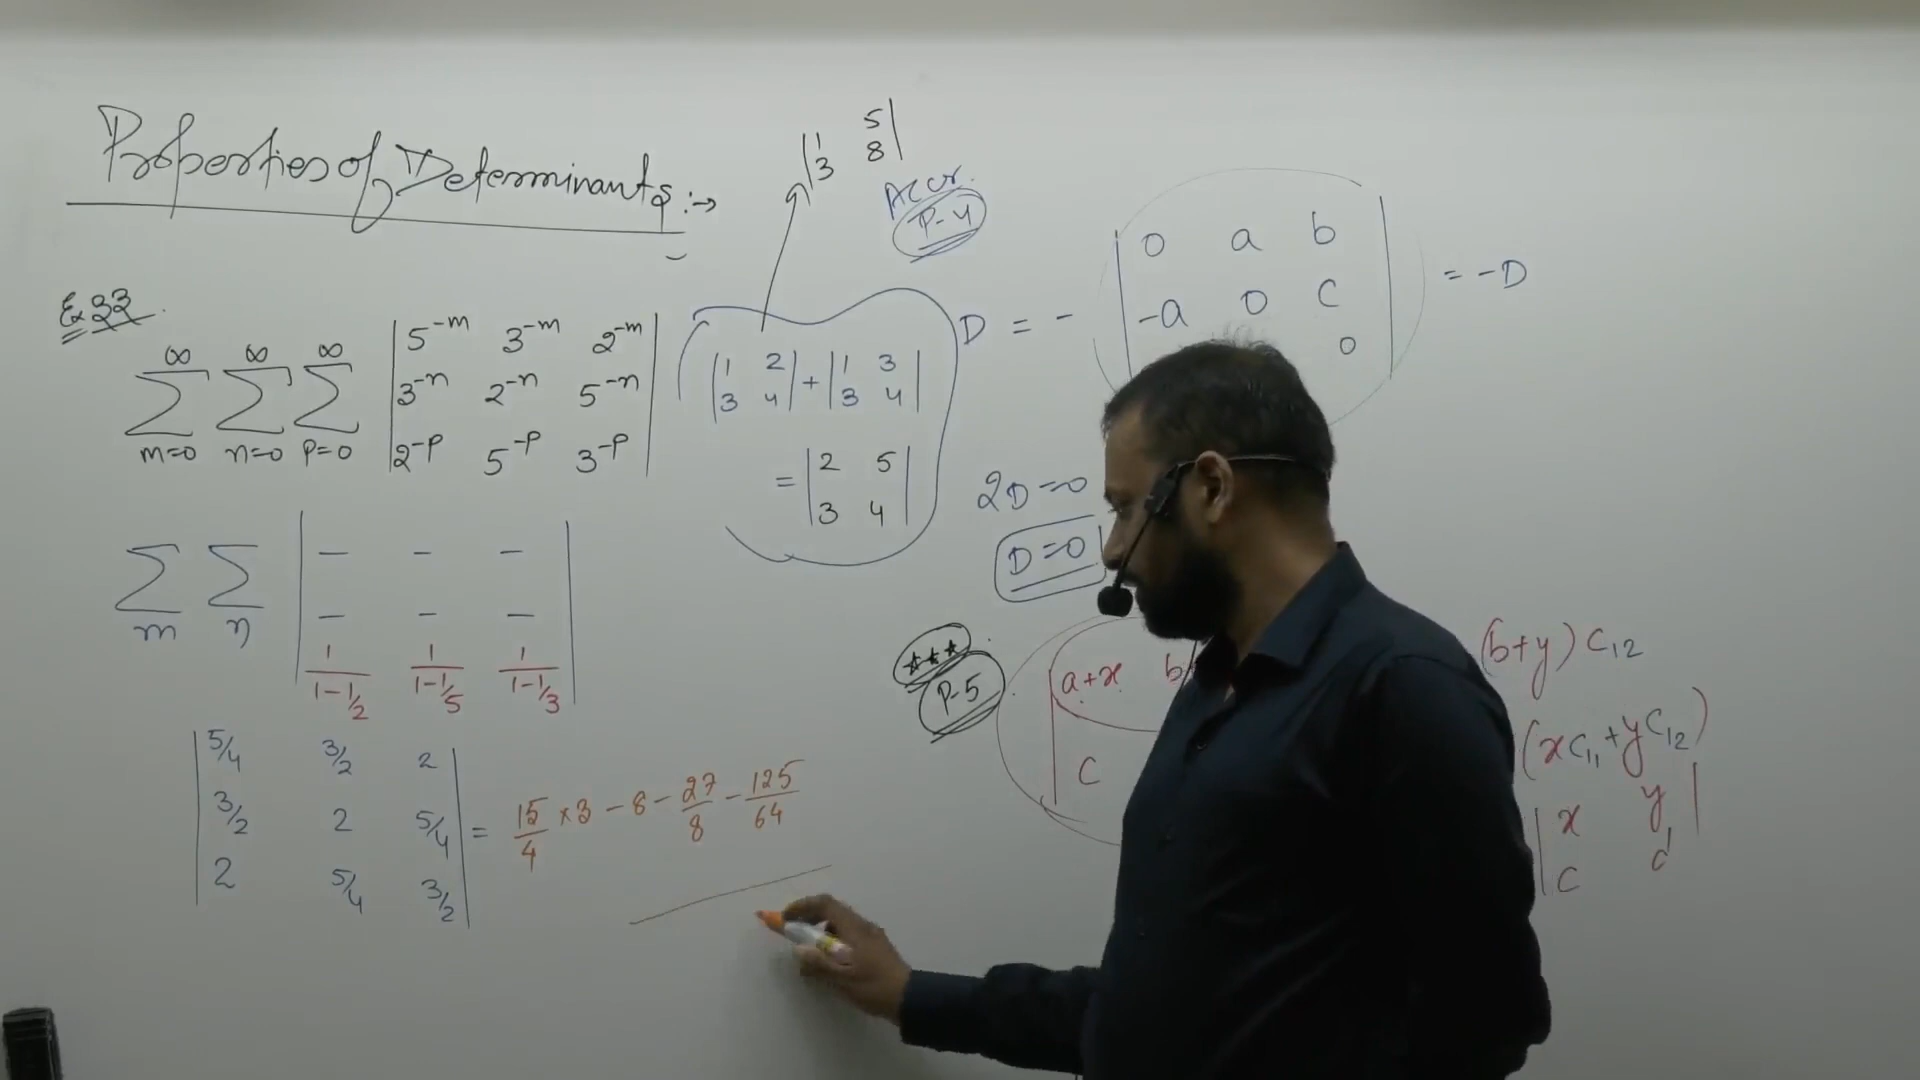 Properties of Determinants :→
| 1 5 |
| 3 8 |
Accor.
P-4
Ex 33.
∞ ∞ ∞
∑ ∑ ∑
m=0 n=0 p=0
| 5^-m 3^-m 2^-m |
| 3^-n 2^-n 5^-n |
| 2^-p 5^-p 3^-p |
| 1 2 | + | 1 3 |
| 3 4 | | 3 4 |
= | 2 5 |
| 3 4 |
D = - | 0 a b | = -D
| -a 0 c |
0
2D=0
D=0
∑ ∑
m n
| — — — |
| — — — |
| 1/(1-1/2) 1/(1-1/5) 1/(1-1/3) |
| 5/4 3/2 2 |
| 3/2 2 5/4 |
| 2 5/4 3/2 |
= 15/4 × 3 - 8 - 27/8 - 125/64
★★★
P-5
| a+x b
c
(b+y) C12
(x C11 + y C12)
| x y |
| c d